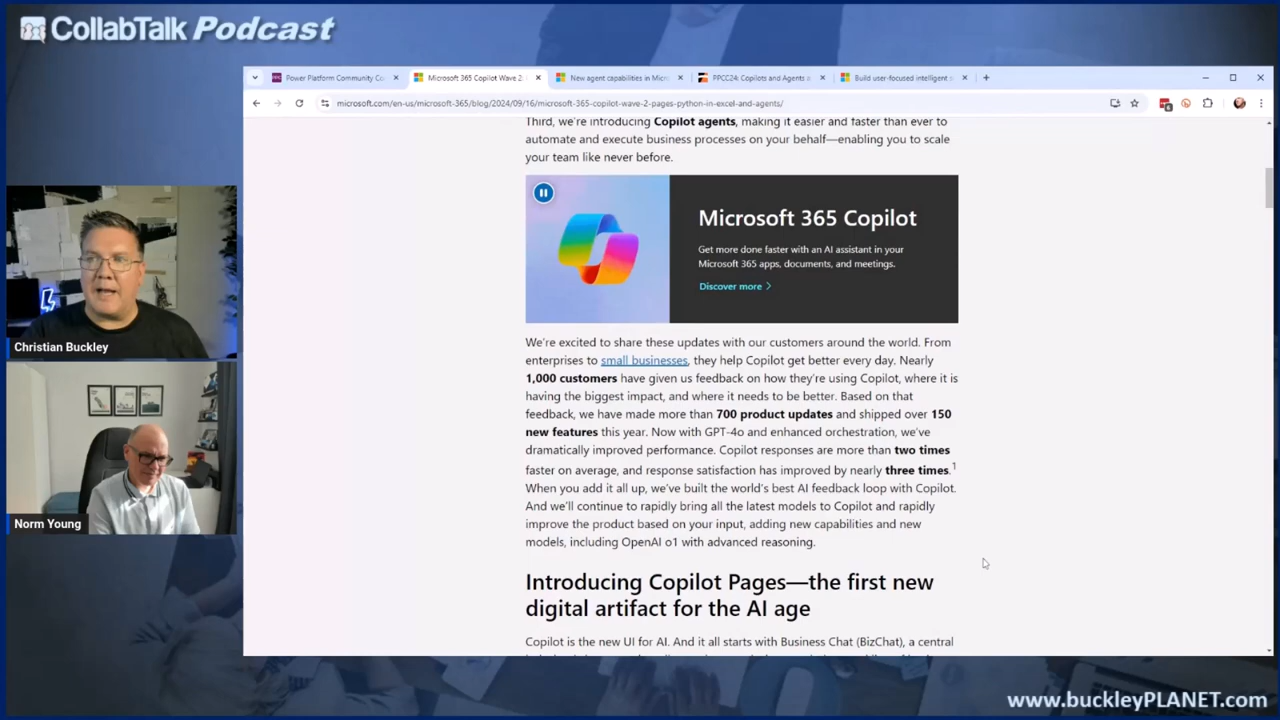 CollabTalk Podcast
Power Platform Community Co
Microsoft 365 Copilot Wave 2:
New agent capabilities in Micro
PPCC24: Copilots and Agents a
Build user-focused intelligent s
microsoft.com/en-us/microsoft-365/blog/2024/09/16/microsoft-365-copilot-wave-2-pages-python-in-excel-and-agents/
Third, we're introducing Copilot agents, making it easier and faster than ever to
automate and execute business processes on your behalf—enabling you to scale
your team like never before.
Microsoft 365 Copilot
Get more done faster with an AI assistant in your
Microsoft 365 apps, documents, and meetings.
Discover more >
We're excited to share these updates with our customers around the world. From
enterprises to small businesses, they help Copilot get better every day. Nearly
1,000 customers have given us feedback on how they're using Copilot, where it is
having the biggest impact, and where it needs to be better. Based on that
feedback, we have made more than 700 product updates and shipped over 150
new features this year. Now with GPT-4o and enhanced orchestration, we've
dramatically improved performance. Copilot responses are more than two times
faster on average, and response satisfaction has improved by nearly three times.1
When you add it all up, we've built the world's best AI feedback loop with Copilot.
And we'll continue to rapidly bring all the latest models to Copilot and rapidly
improve the product based on your input, adding new capabilities and new
models, including OpenAI o1 with advanced reasoning.
Introducing Copilot Pages—the first new
digital artifact for the AI age
Copilot is the new UI for AI. And it all starts with Business Chat (BizChat), a central
Christian Buckley
Norm Young
www.buckleyPLANET.com